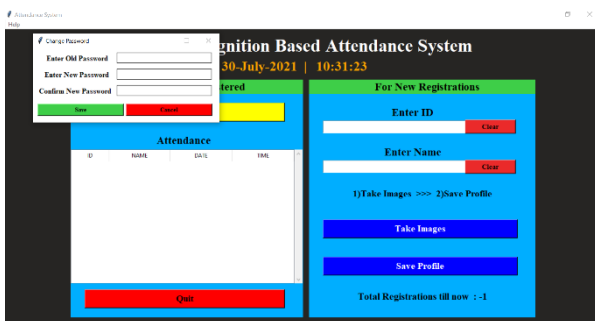 Attendance System
Help
Change Password
Enter Old Password
Enter New Password
Confirm New Password
Save
Cancel
gnition Based Attendance System
30-July-2021 | 10:31:23
tered
Attendance
ID NAME DATE TIME
Quit
For New Registrations
Enter ID
Clear
Enter Name
Clear
1)Take Images >>> 2)Save Profile
Take Images
Save Profile
Total Registrations till now : -1